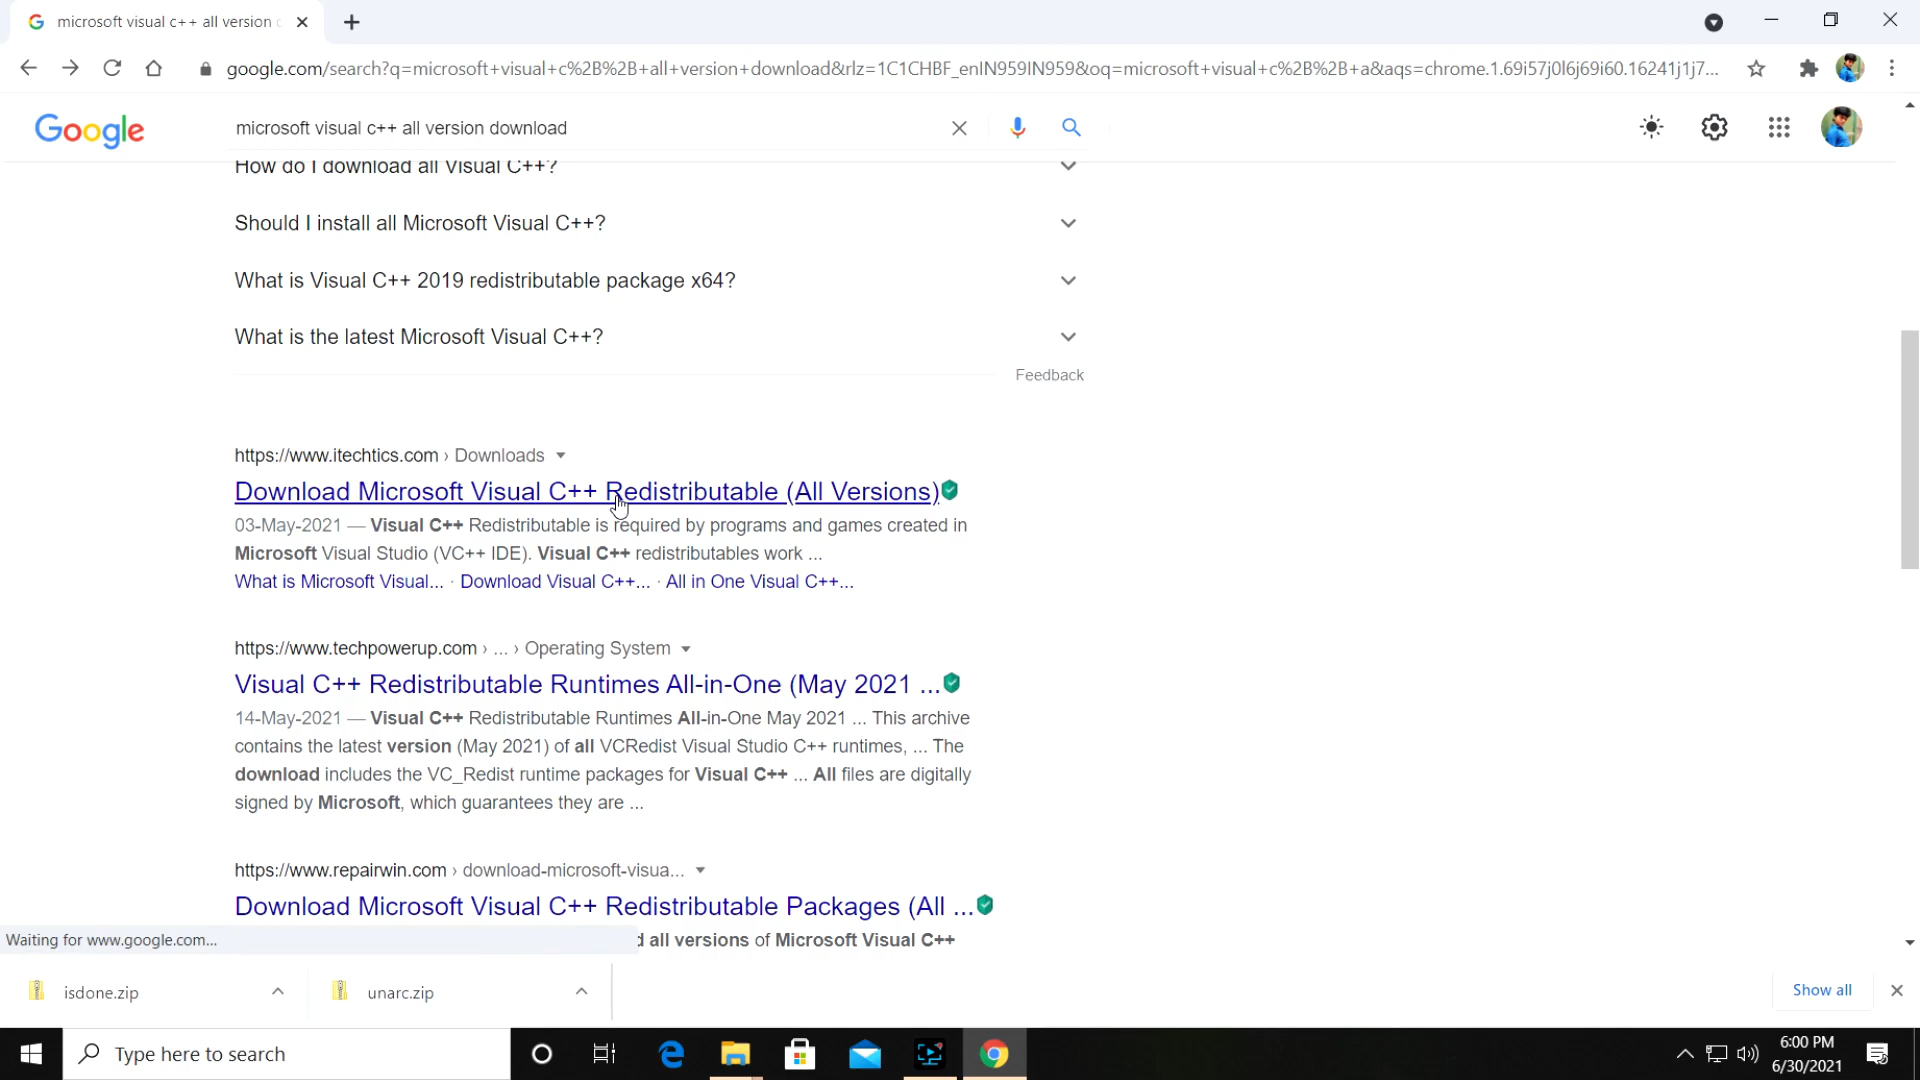 microsoft visual c++ all version c
google.com/search?q=microsoft+visual+c%2B%2B+all+version+download&rlz=1C1CHBF_enIN959IN959&oq=microsoft+visual+c%2B%2B+a&aqs=chrome.1.69i57j0l6j69i60.16241j1j7...
Google
microsoft visual c++ all version download
How do I download all Visual C++?
Should I install all Microsoft Visual C++?
What is Visual C++ 2019 redistributable package x64?
What is the latest Microsoft Visual C++?
Feedback
https://www.itechtics.com › Downloads
Download Microsoft Visual C++ Redistributable (All Versions)
03-May-2021 — Visual C++ Redistributable is required by programs and games created in
Microsoft Visual Studio (VC++ IDE). Visual C++ redistributables work ...
What is Microsoft Visual... · Download Visual C++... · All in One Visual C++...
https://www.techpowerup.com › ... › Operating System
Visual C++ Redistributable Runtimes All-in-One (May 2021 ...
14-May-2021 — Visual C++ Redistributable Runtimes All-in-One May 2021 ... This archive
contains the latest version (May 2021) of all VCRedist Visual Studio C++ runtimes, ... The
download includes the VC_Redist runtime packages for Visual C++ ... All files are digitally
signed by Microsoft, which guarantees they are ...
https://www.repairwin.com › download-microsoft-visua...
Download Microsoft Visual C++ Redistributable Packages (All ...
Waiting for www.google.com...
d all versions of Microsoft Visual C++
isdone.zip
unarc.zip
Show all
Type here to search
6:00 PM
6/30/2021